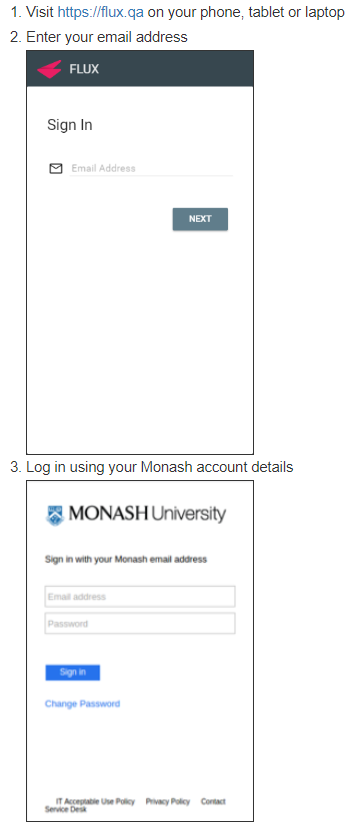 1. Visit https://flux.qa on your phone, tablet or laptop
2. Enter your email address
FLUX
Sign In
Email Address
NEXT
3. Log in using your Monash account details
MONASH University
Sign in with your Monash email address
Email address
Password
Sign in
Change Password
IT Acceptable Use Policy Privacy Policy Contact
Service Desk